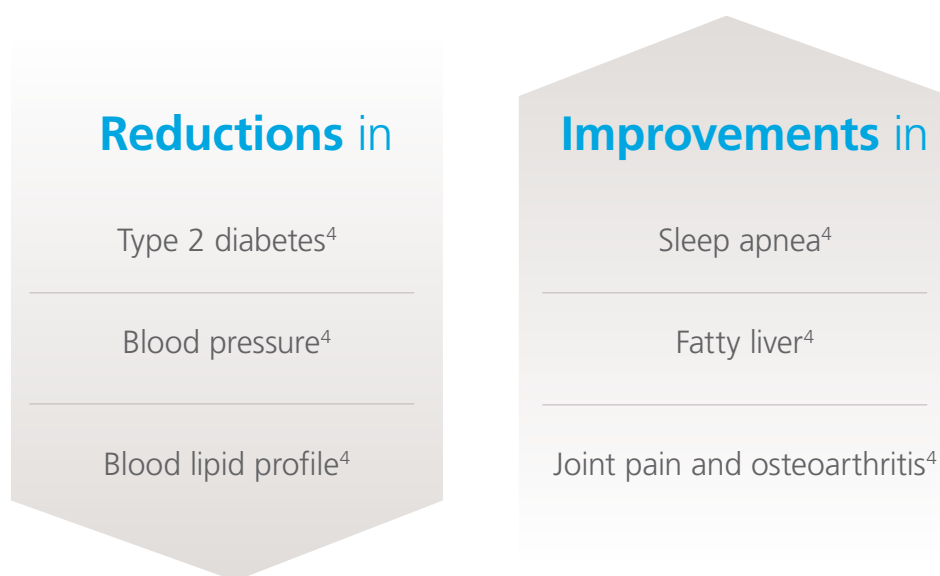 Reductions in
Type 2 diabetes⁴
Blood pressure⁴
Blood lipid profile⁴
Improvements in
Sleep apnea⁴
Fatty liver⁴
Joint pain and osteoarthritis⁴